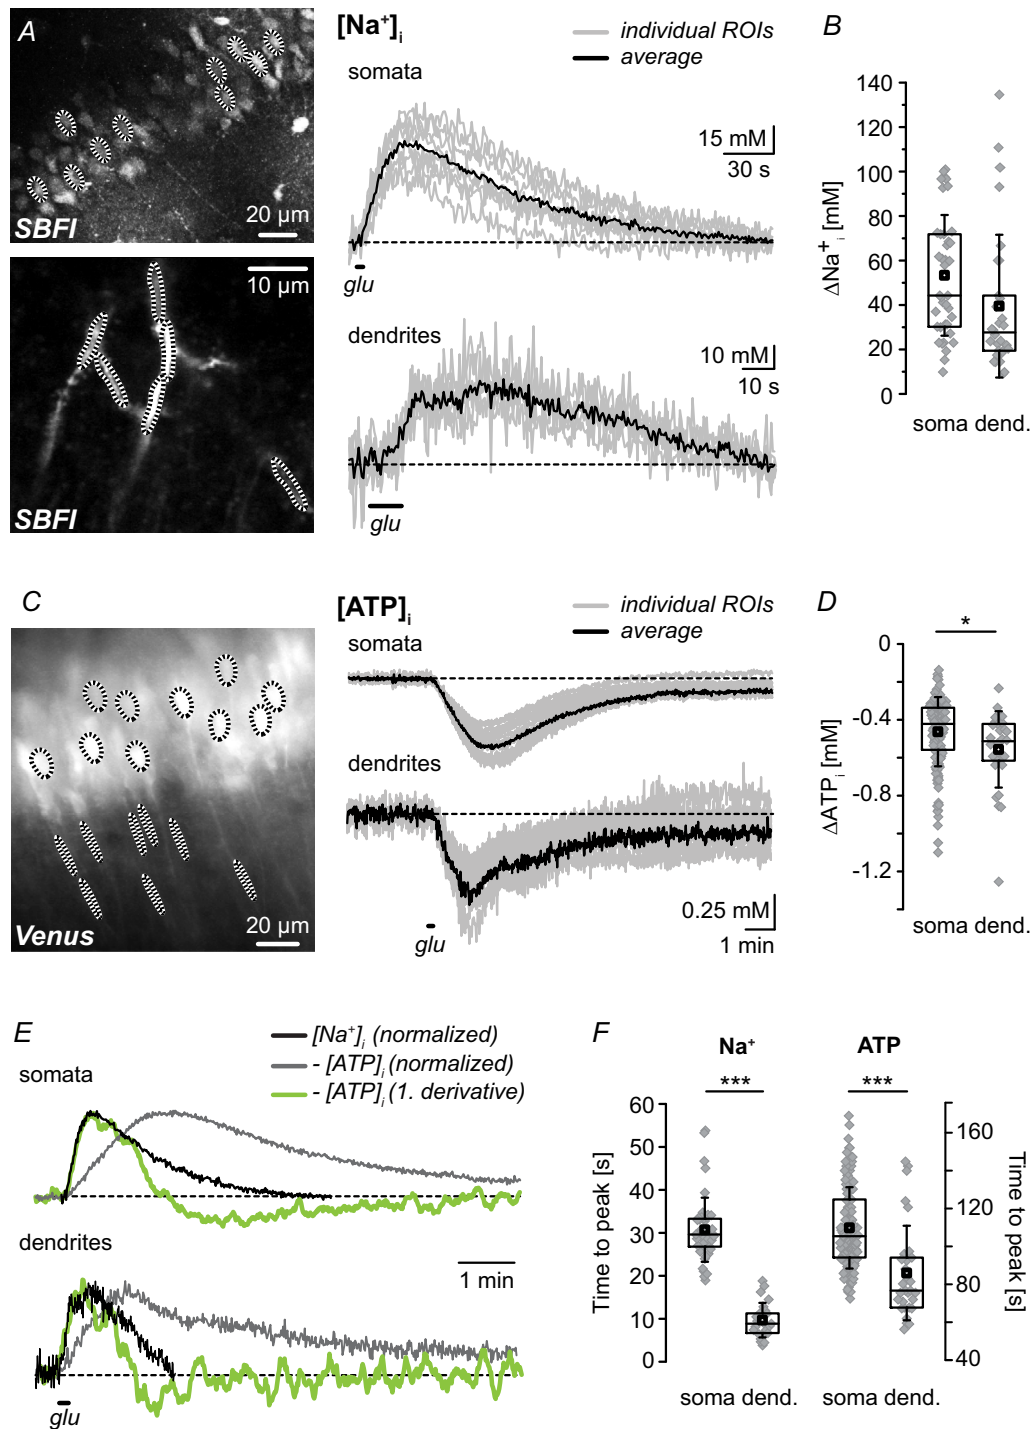 A
SBFI
20 µm
10 µm
SBFI
[Na⁺]ᵢ
individual ROIs
average
somata
15 mM
30 s
glu
dendrites
10 mM
10 s
glu
B
ΔNa⁺ᵢ [mM]
140
120
100
80
60
40
20
0
soma dend.
C
Venus
20 µm
[ATP]ᵢ
individual ROIs
average
somata
dendrites
0.25 mM
1 min
glu
D
*
ΔATPᵢ [mM]
0
-0.4
-0.8
-1.2
soma dend.
E
[Na⁺]ᵢ (normalized)
- [ATP]ᵢ (normalized)
- [ATP]ᵢ (1. derivative)
somata
dendrites
1 min
glu
F
Na⁺ ATP
*** ***
Time to peak [s]
60
50
40
30
20
10
0
160
120
80
40
Time to peak [s]
soma dend. soma dend.